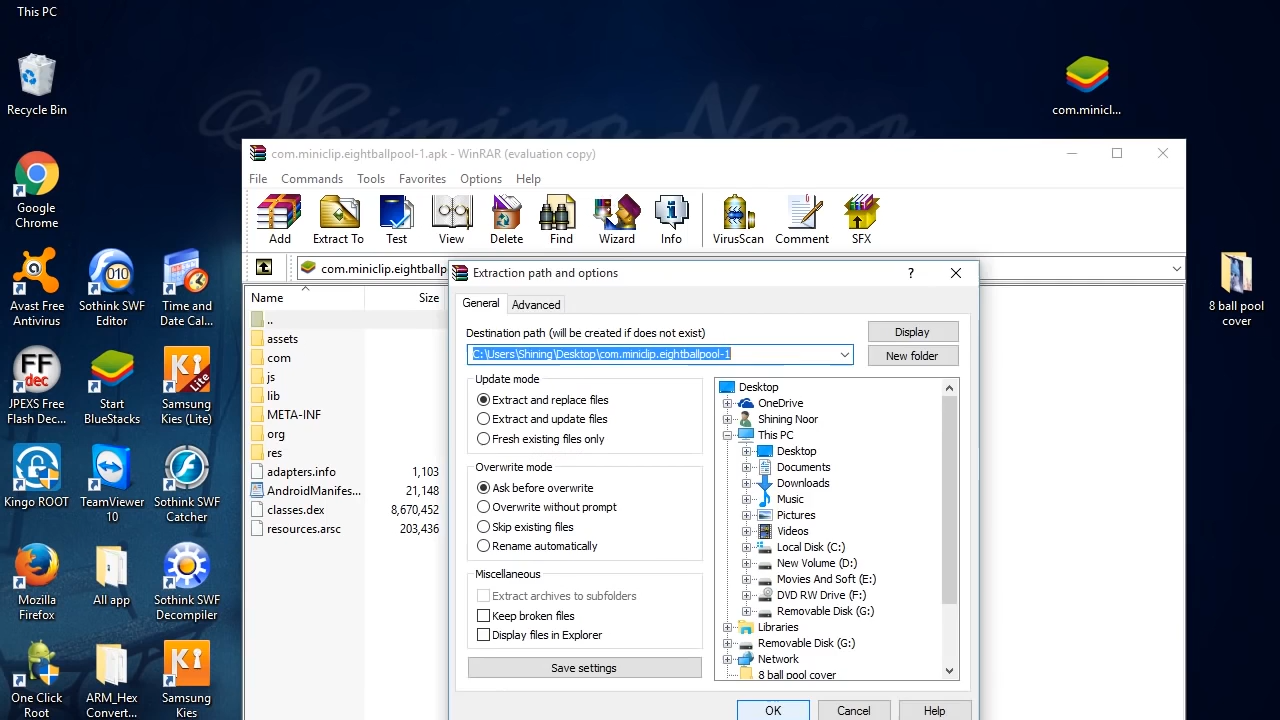 This PC
Recycle Bin
Google
Chrome
Avast Free
Antivirus
Sothink SWF
Editor
Time and
Date Cal...
JPEXS Free
Flash Dec...
Start
BlueStacks
Samsung
Kies (Lite)
Kingo ROOT
TeamViewer
10
Sothink SWF
Catcher
Mozilla
Firefox
All app
Sothink SWF
Decompiler
One Click
Root
ARM_Hex
Convert...
Samsung
Kies
Shining Noor
com.minicl...
8 ball pool
cover
com.miniclip.eightballpool-1.apk - WinRAR (evaluation copy)
File Commands Tools Favorites Options Help
Add Extract To Test View Delete Find Wizard Info VirusScan Comment SFX
com.miniclip.eightballp
Name Size
..
assets
com
js
lib
META-INF
org
res
adapters.info 1,103
AndroidManifes... 21,148
classes.dex 8,670,452
resources.arsc 203,436
Extraction path and options ?
General Advanced
Destination path (will be created if does not exist)
C:\Users\Shining\Desktop\com.miniclip.eightballpool-1
Display
New folder
Update mode
Extract and replace files
Extract and update files
Fresh existing files only
Overwrite mode
Ask before overwrite
Overwrite without prompt
Skip existing files
Rename automatically
Miscellaneous
Extract archives to subfolders
Keep broken files
Display files in Explorer
Save settings
Desktop
OneDrive
Shining Noor
This PC
Desktop
Documents
Downloads
Music
Pictures
Videos
Local Disk (C:)
New Volume (D:)
Movies And Soft (E:)
DVD RW Drive (F:)
Removable Disk (G:)
Libraries
Removable Disk (G:)
Network
8 ball pool cover
OK Cancel Help